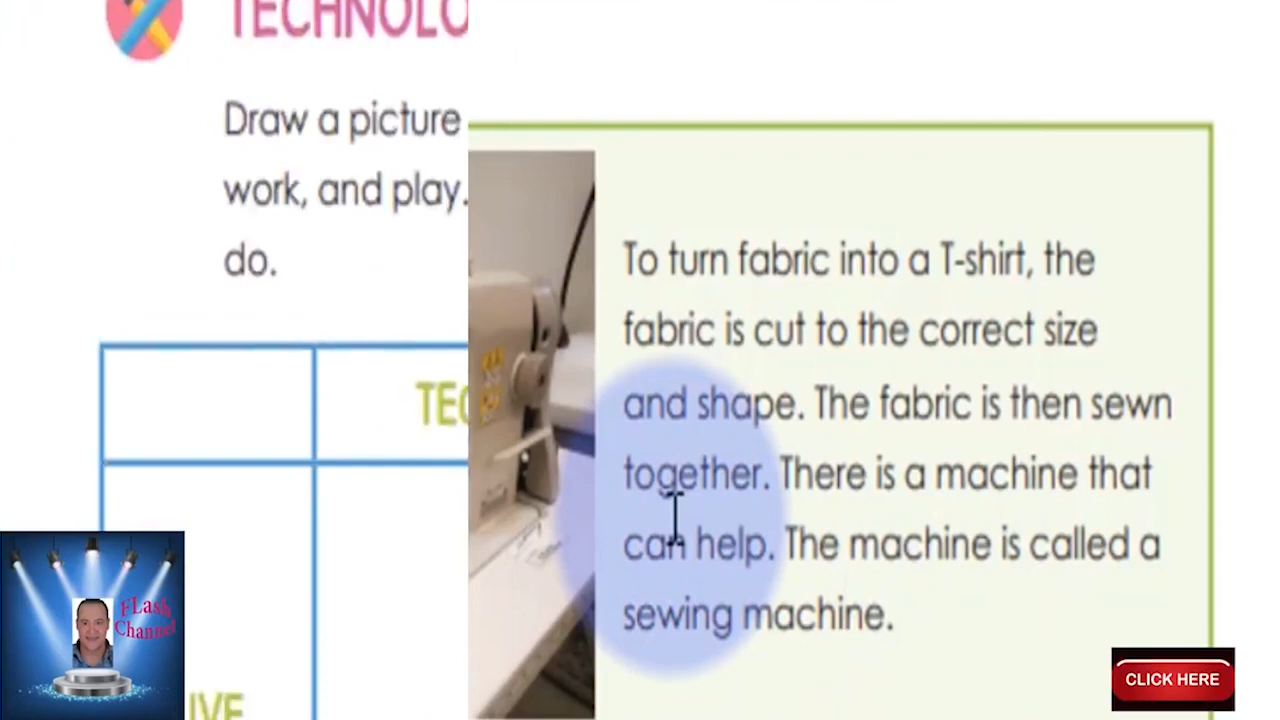 TECHNOLO
Draw a picture
work, and play.
do.
TEC
IVE
To turn fabric into a T-shirt, the
fabric is cut to the correct size
and shape. The fabric is then sewn
together. There is a machine that
can help. The machine is called a
sewing machine.
FLash
Channel
CLICK HERE